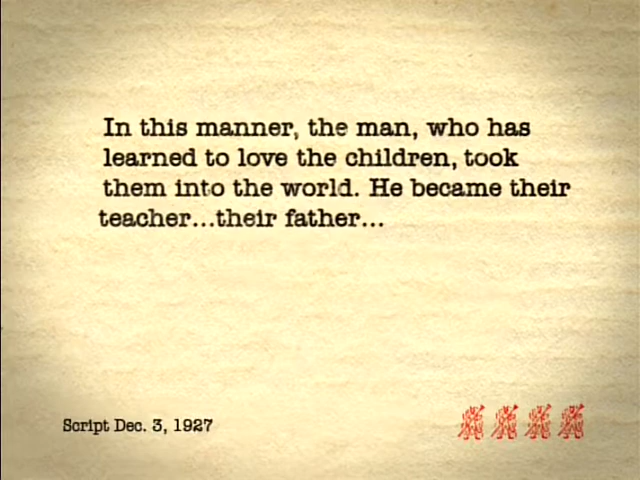 In this manner, the man, who has
learned to love the children, took
them into the world. He became their
teacher...their father...
Script Dec. 3, 1927